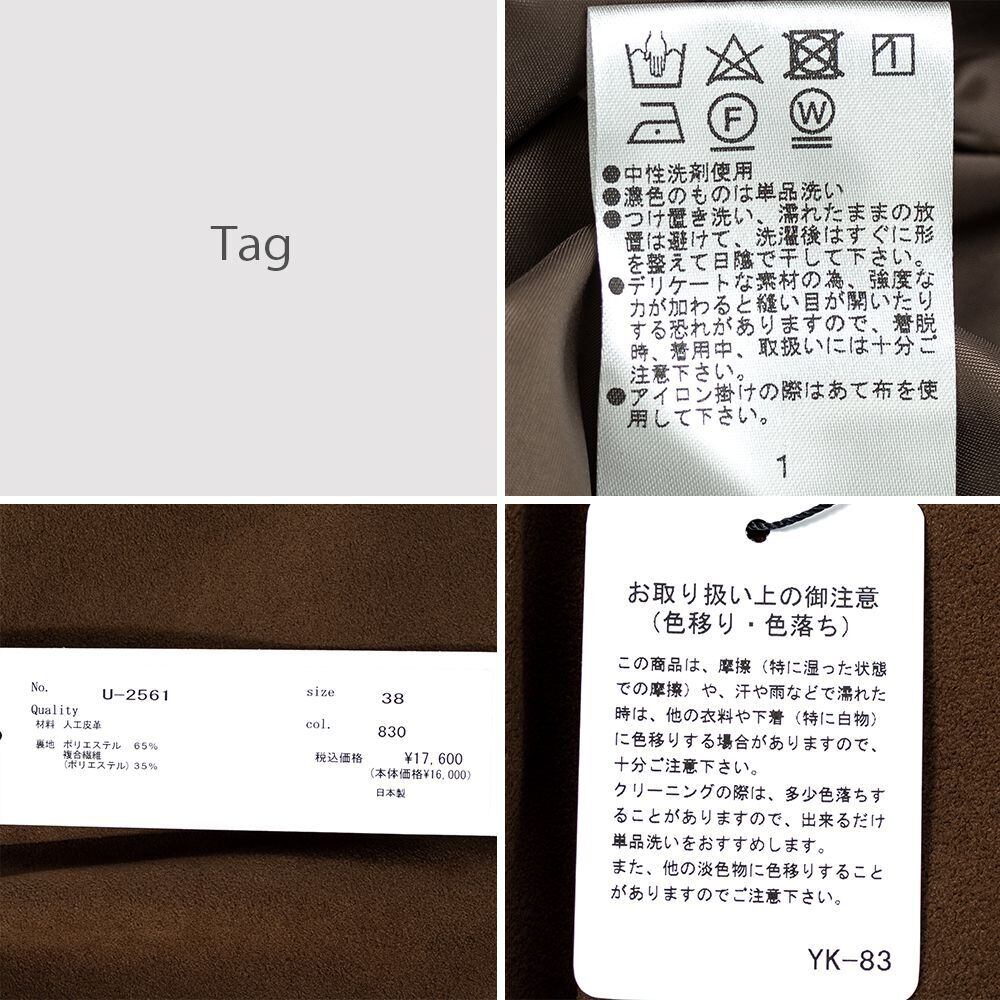 Tag
F
W
●中性洗剤使用
●濃色のものは単品洗い
●つけ置き洗い、濡れたままの放
置は避けて、洗濯後はすぐに形
を整えて日陰で干して下さい。
●デリケートな素材の為、強度な
力が加わると縫い目が開いたり
する恐れがありますので、着脱
時、着用中、取扱いには十分ご
注意下さい。
●アイロン掛けの際はあて布を使
用して下さい。
1
No. U-2561 size 38
Quality col. 830
材料 人工皮革
裏地 ポリエステル 65%
複合繊維
(ポリエステル) 35%
税込価格 ¥17,600
(本体価格¥16,000)
日本製
お取り扱い上の御注意
(色移り・色落ち)
この商品は、摩擦（特に湿った状態
での摩擦）や、汗や雨などで濡れた
時は、他の衣料や下着（特に白物）
に色移りする場合がありますので、
十分ご注意下さい。
クリーニングの際は、多少色落ちす
ることがありますので、出来るだけ
単品洗いをおすすめします。
また、他の淡色物に色移りすること
がありますのでご注意下さい。
YK-83